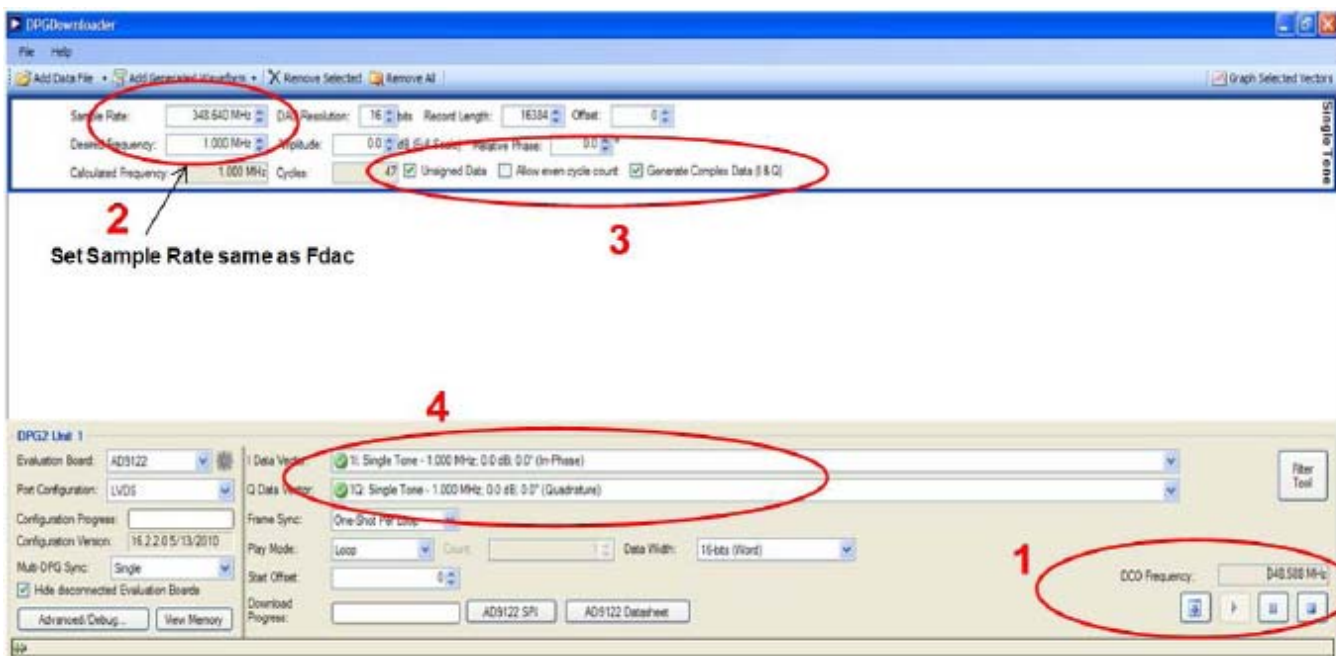 DPGDownloader
File Help
Add Data File Add Generated Waveform Remove Selected Remove All Graph Selected Vectors
Sample Rate: 348.640 MHz DAC Resolution: 16 bits Record Length: 16384 Offset: 0
Desired Frequency: 1.000 MHz Amplitude: 0.0 dB (Full Scale) Relative Phase: 0.0 °
Calculated Frequency: 1.000 MHz Cycles 47 Unsigned Data Allow even cycle count Generate Complex Data (I & Q)
Single Tone
2
3
Set Sample Rate same as Fdac
4
DPG2 Unit 1
Evaluation Board: AD9122 I Data Vector: 1I: Single Tone - 1.000 MHz; 0.0 dB; 0.0° (In-Phase)
Filter Tool
Port Configuration: LVDS Q Data Vector: 1Q: Single Tone - 1.000 MHz; 0.0 dB; 0.0° (Quadrature)
Configuration Progress: Frame Sync: One-Shot Per Loop
Configuration Version: 16.2.2.0 5/13/2010 Play Mode: Loop Count: 1 Data Width: 16-bits (Word)
1
Multi-DPG Sync: Single Start Offset: 0 DCO Frequency:
Hide disconnected Evaluation Boards
Advanced/Debug... View Memory Download Progress: AD9122 SPI AD9122 Datasheet